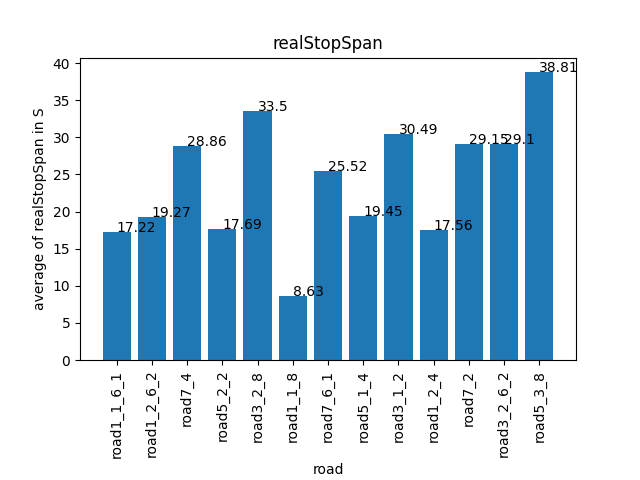 realStopSpan
average of realStopSpan in S
40
35
30
25
20
15
10
5
0
17.22
19.27
28.86
17.69
33.5
8.63
25.52
19.45
30.49
17.56
29.15
29.1
38.81
road1_1_6_1
road1_2_6_2
road7_4
road5_2_2
road3_2_8
road1_1_8
road7_6_1
road5_1_4
road3_1_2
road1_2_4
road7_2
road3_2_6_2
road5_3_8
road